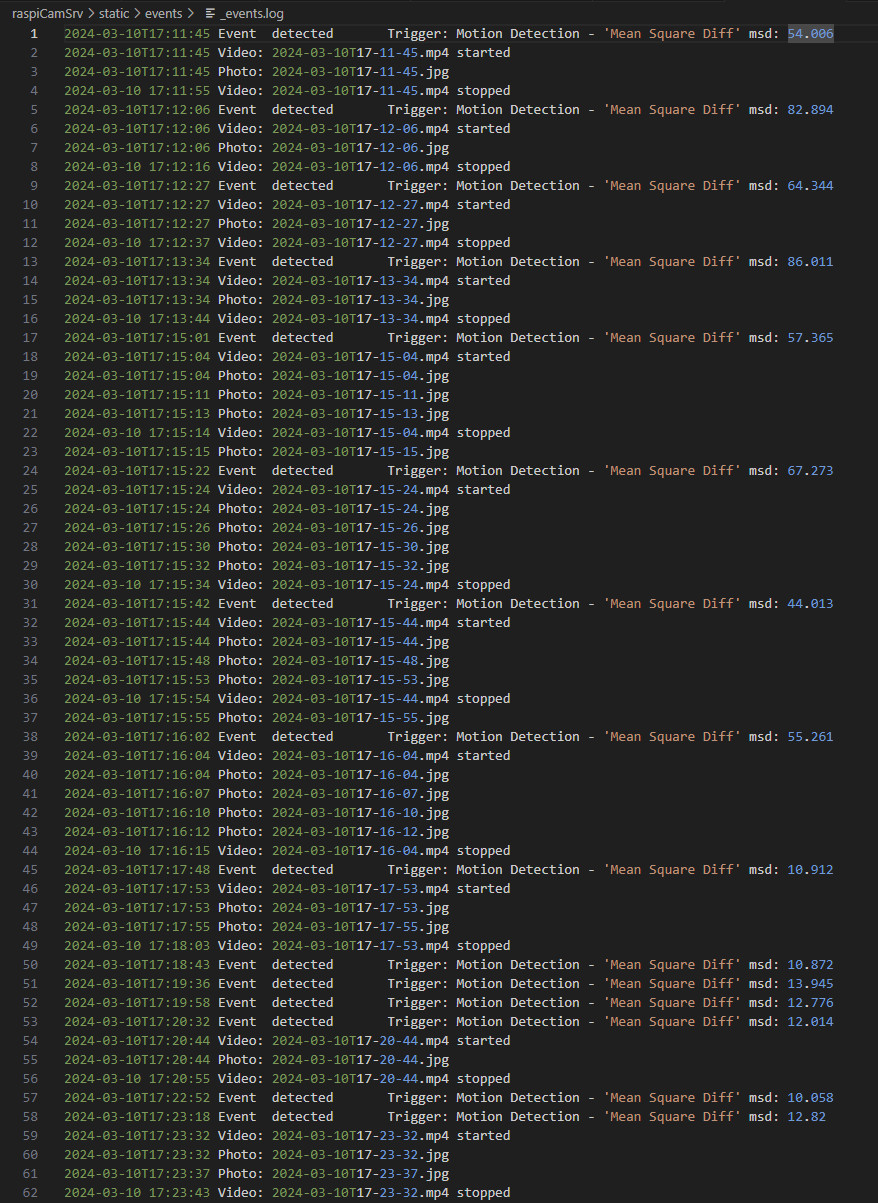 raspiCamSrv > static > events > _events.log
1 2024-03-10T17:11:45 Event  detected       Trigger: Motion Detection - 'Mean Square Diff' msd: 54.006
2 2024-03-10T17:11:45 Video: 2024-03-10T17-11-45.mp4 started
3 2024-03-10T17:11:45 Photo: 2024-03-10T17-11-45.jpg
4 2024-03-10 17:11:55 Video: 2024-03-10T17-11-45.mp4 stopped
5 2024-03-10T17:12:06 Event  detected       Trigger: Motion Detection - 'Mean Square Diff' msd: 82.894
6 2024-03-10T17:12:06 Video: 2024-03-10T17-12-06.mp4 started
7 2024-03-10T17:12:06 Photo: 2024-03-10T17-12-06.jpg
8 2024-03-10 17:12:16 Video: 2024-03-10T17-12-06.mp4 stopped
9 2024-03-10T17:12:27 Event  detected       Trigger: Motion Detection - 'Mean Square Diff' msd: 64.344
10 2024-03-10T17:12:27 Video: 2024-03-10T17-12-27.mp4 started
11 2024-03-10T17:12:27 Photo: 2024-03-10T17-12-27.jpg
12 2024-03-10 17:12:37 Video: 2024-03-10T17-12-27.mp4 stopped
13 2024-03-10T17:13:34 Event  detected       Trigger: Motion Detection - 'Mean Square Diff' msd: 86.011
14 2024-03-10T17:13:34 Video: 2024-03-10T17-13-34.mp4 started
15 2024-03-10T17:13:34 Photo: 2024-03-10T17-13-34.jpg
16 2024-03-10 17:13:44 Video: 2024-03-10T17-13-34.mp4 stopped
17 2024-03-10T17:15:01 Event  detected       Trigger: Motion Detection - 'Mean Square Diff' msd: 57.365
18 2024-03-10T17:15:04 Video: 2024-03-10T17-15-04.mp4 started
19 2024-03-10T17:15:04 Photo: 2024-03-10T17-15-04.jpg
20 2024-03-10T17:15:11 Photo: 2024-03-10T17-15-11.jpg
21 2024-03-10T17:15:13 Photo: 2024-03-10T17-15-13.jpg
22 2024-03-10 17:15:14 Video: 2024-03-10T17-15-04.mp4 stopped
23 2024-03-10T17:15:15 Photo: 2024-03-10T17-15-15.jpg
24 2024-03-10T17:15:22 Event  detected       Trigger: Motion Detection - 'Mean Square Diff' msd: 67.273
25 2024-03-10T17:15:24 Video: 2024-03-10T17-15-24.mp4 started
26 2024-03-10T17:15:24 Photo: 2024-03-10T17-15-24.jpg
27 2024-03-10T17:15:26 Photo: 2024-03-10T17-15-26.jpg
28 2024-03-10T17:15:30 Photo: 2024-03-10T17-15-30.jpg
29 2024-03-10T17:15:32 Photo: 2024-03-10T17-15-32.jpg
30 2024-03-10 17:15:34 Video: 2024-03-10T17-15-24.mp4 stopped
31 2024-03-10T17:15:42 Event  detected       Trigger: Motion Detection - 'Mean Square Diff' msd: 44.013
32 2024-03-10T17:15:44 Video: 2024-03-10T17-15-44.mp4 started
33 2024-03-10T17:15:44 Photo: 2024-03-10T17-15-44.jpg
34 2024-03-10T17:15:48 Photo: 2024-03-10T17-15-48.jpg
35 2024-03-10T17:15:53 Photo: 2024-03-10T17-15-53.jpg
36 2024-03-10 17:15:54 Video: 2024-03-10T17-15-44.mp4 stopped
37 2024-03-10T17:15:55 Photo: 2024-03-10T17-15-55.jpg
38 2024-03-10T17:16:02 Event  detected       Trigger: Motion Detection - 'Mean Square Diff' msd: 55.261
39 2024-03-10T17:16:04 Video: 2024-03-10T17-16-04.mp4 started
40 2024-03-10T17:16:04 Photo: 2024-03-10T17-16-04.jpg
41 2024-03-10T17:16:07 Photo: 2024-03-10T17-16-07.jpg
42 2024-03-10T17:16:10 Photo: 2024-03-10T17-16-10.jpg
43 2024-03-10T17:16:12 Photo: 2024-03-10T17-16-12.jpg
44 2024-03-10 17:16:15 Video: 2024-03-10T17-16-04.mp4 stopped
45 2024-03-10T17:17:48 Event  detected       Trigger: Motion Detection - 'Mean Square Diff' msd: 10.912
46 2024-03-10T17:17:53 Video: 2024-03-10T17-17-53.mp4 started
47 2024-03-10T17:17:53 Photo: 2024-03-10T17-17-53.jpg
48 2024-03-10T17:17:55 Photo: 2024-03-10T17-17-55.jpg
49 2024-03-10 17:18:03 Video: 2024-03-10T17-17-53.mp4 stopped
50 2024-03-10T17:18:43 Event  detected       Trigger: Motion Detection - 'Mean Square Diff' msd: 10.872
51 2024-03-10T17:19:36 Event  detected       Trigger: Motion Detection - 'Mean Square Diff' msd: 13.945
52 2024-03-10T17:19:58 Event  detected       Trigger: Motion Detection - 'Mean Square Diff' msd: 12.776
53 2024-03-10T17:20:32 Event  detected       Trigger: Motion Detection - 'Mean Square Diff' msd: 12.014
54 2024-03-10T17:20:44 Video: 2024-03-10T17-20-44.mp4 started
55 2024-03-10T17:20:44 Photo: 2024-03-10T17-20-44.jpg
56 2024-03-10 17:20:55 Video: 2024-03-10T17-20-44.mp4 stopped
57 2024-03-10T17:22:52 Event  detected       Trigger: Motion Detection - 'Mean Square Diff' msd: 10.058
58 2024-03-10T17:23:18 Event  detected       Trigger: Motion Detection - 'Mean Square Diff' msd: 12.82
59 2024-03-10T17:23:32 Video: 2024-03-10T17-23-32.mp4 started
60 2024-03-10T17:23:32 Photo: 2024-03-10T17-23-32.jpg
61 2024-03-10T17:23:37 Photo: 2024-03-10T17-23-37.jpg
62 2024-03-10 17:23:43 Video: 2024-03-10T17-23-32.mp4 stopped